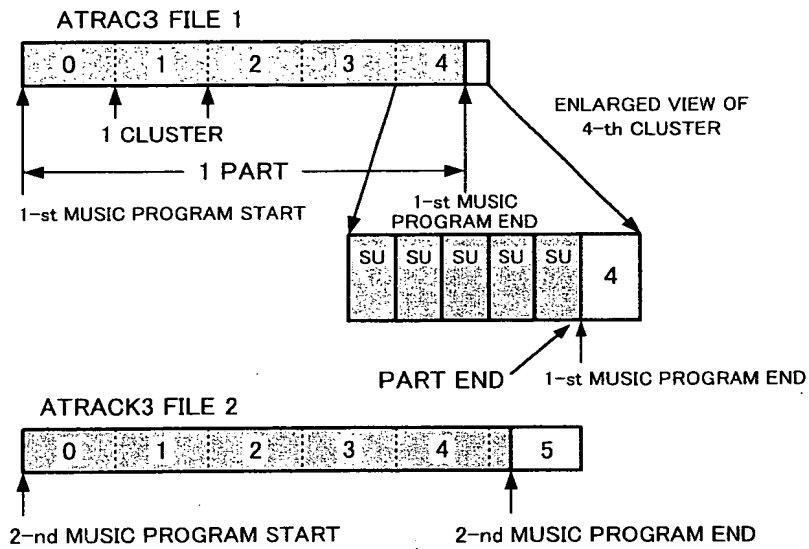 ATRAC3 FILE 1
0 1 2 3 4
1 CLUSTER
ENLARGED VIEW OF
4-th CLUSTER
1 PART
1-st MUSIC PROGRAM START
1-st MUSIC
PROGRAM END
SU SU SU SU SU 4
PART END
1-st MUSIC PROGRAM END
ATRACK3 FILE 2
0 1 2 3 4 5
2-nd MUSIC PROGRAM START
2-nd MUSIC PROGRAM END